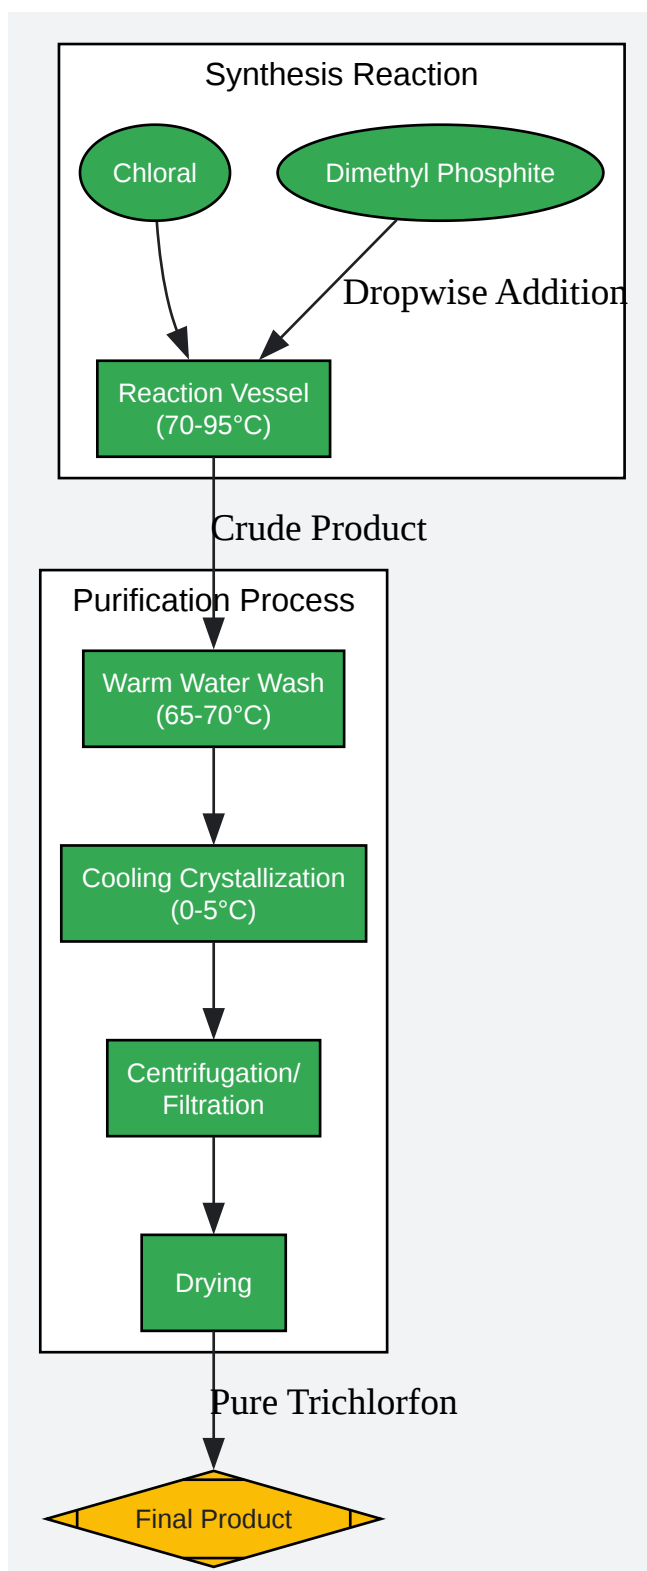 Synthesis Reaction
Chloral
Dimethyl Phosphite
Dropwise Addition
Reaction Vessel
(70-95°C)
Crude Product
Purification Process
Warm Water Wash
(65-70°C)
Cooling Crystallization
(0-5°C)
Centrifugation/
Filtration
Drying
Pure Trichlorfon
Final Product